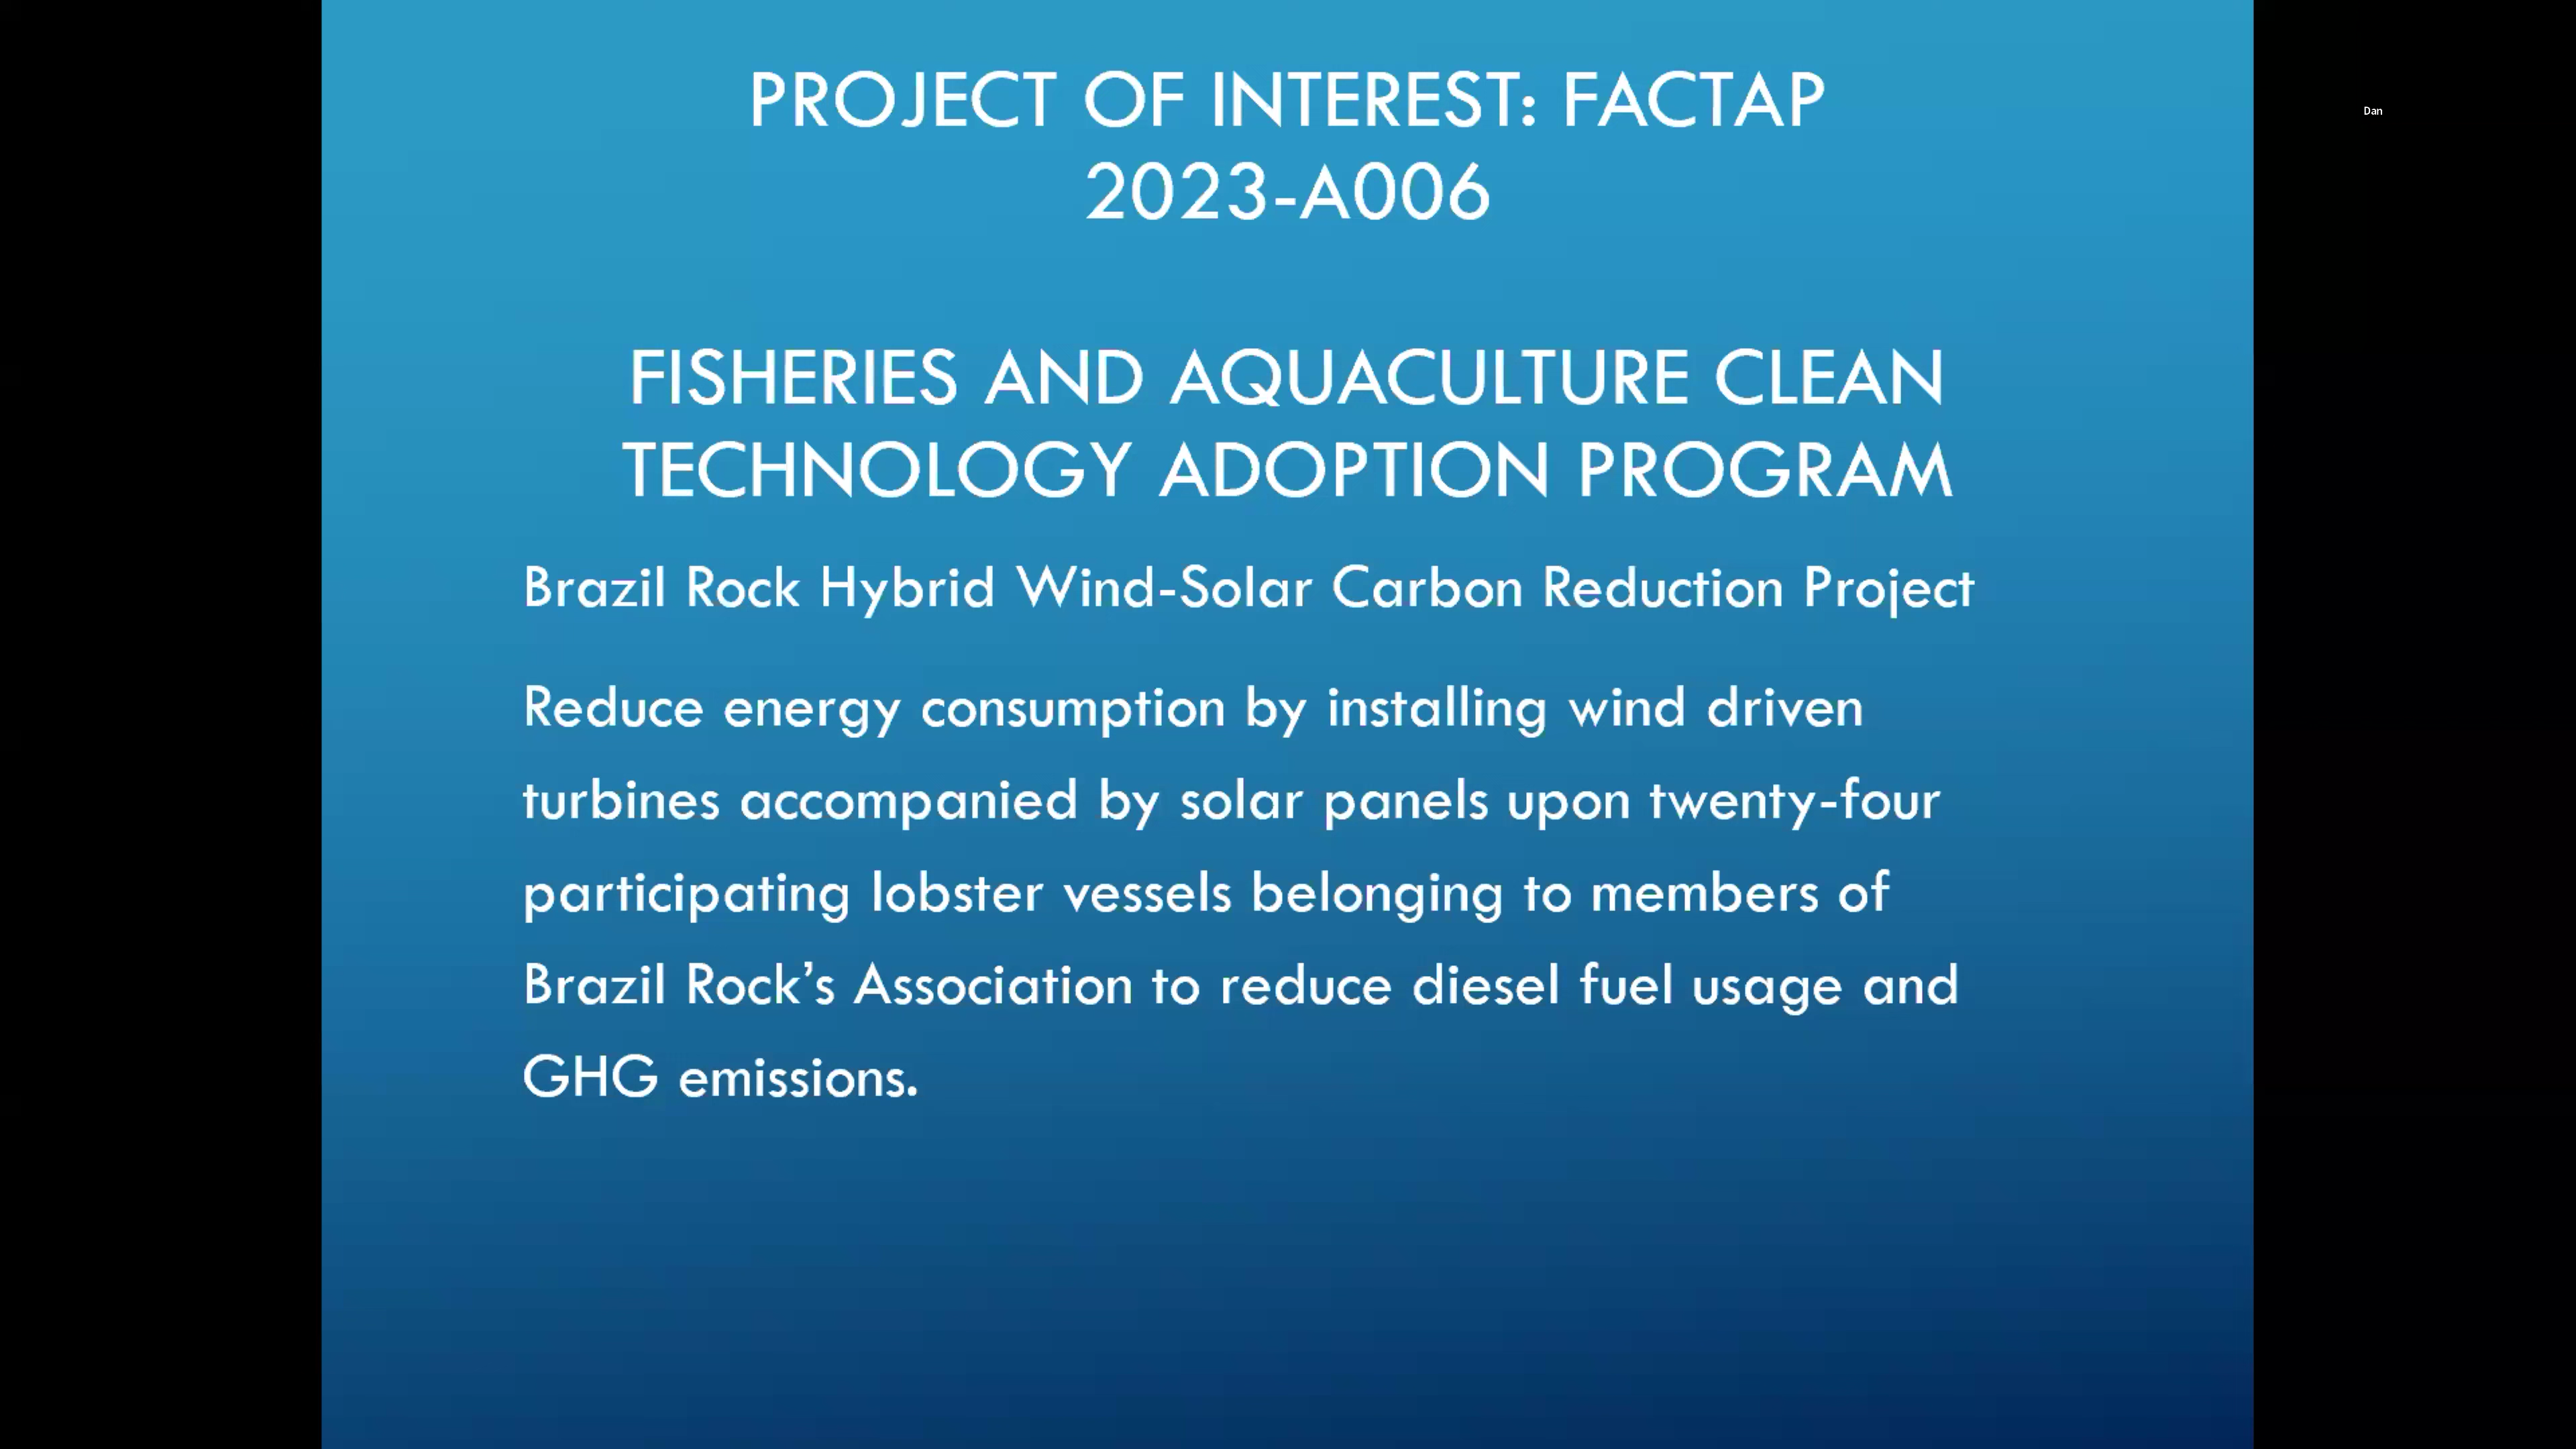 PROJECT OF INTEREST: FACTAP
2023-A006
FISHERIES AND AQUACULTURE CLEAN
TECHNOLOGY ADOPTION PROGRAM
Brazil Rock Hybrid Wind-Solar Carbon Reduction Project
Reduce energy consumption by installing wind driven
turbines accompanied by solar panels upon twenty-four
participating lobster vessels belonging to members of
Brazil Rock’s Association to reduce diesel fuel usage and
GHG emissions.
Dan